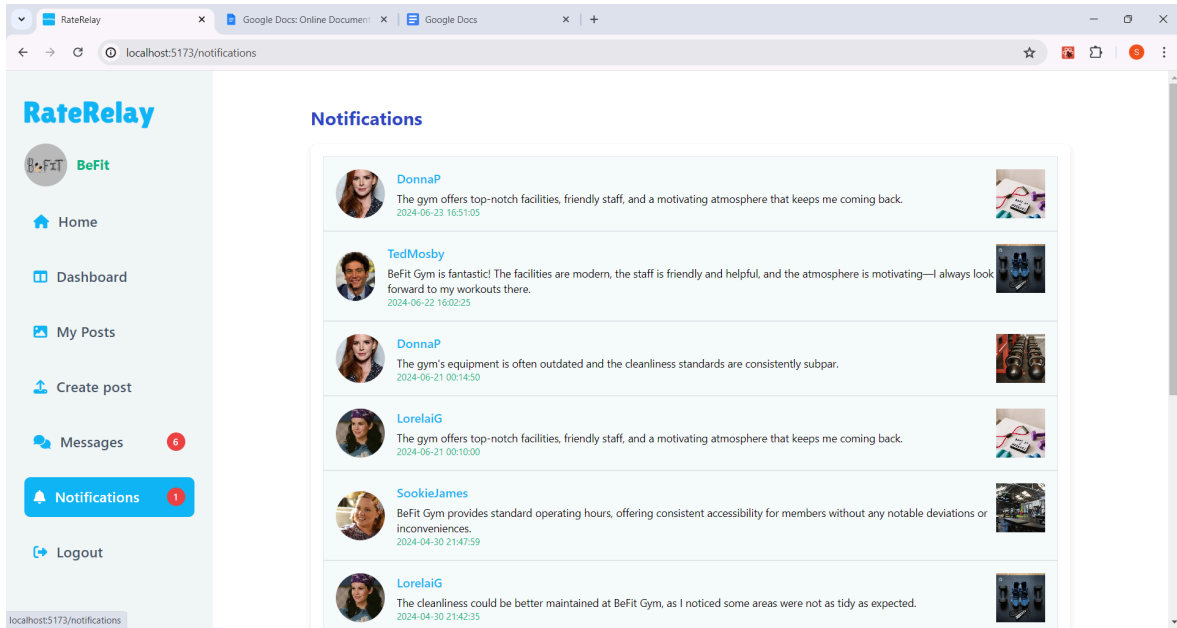 RateRelay
Google Docs: Online Document
Google Docs
localhost:5173/notifications
S
RateRelay
BeFiT
BeFit
Home
Dashboard
My Posts
Create post
Messages
6
Notifications
1
Logout
Notifications
DonnaP
The gym offers top-notch facilities, friendly staff, and a motivating atmosphere that keeps me coming back.
2024-06-23 16:51:05
TedMosby
BeFit Gym is fantastic! The facilities are modern, the staff is friendly and helpful, and the atmosphere is motivating—I always look
forward to my workouts there.
2024-06-22 16:02:25
DonnaP
The gym's equipment is often outdated and the cleanliness standards are consistently subpar.
2024-06-21 00:14:50
LorelaiG
The gym offers top-notch facilities, friendly staff, and a motivating atmosphere that keeps me coming back.
2024-06-21 00:10:00
SookieJames
BeFit Gym provides standard operating hours, offering consistent accessibility for members without any notable deviations or
inconveniences.
2024-04-30 21:47:59
LorelaiG
The cleanliness could be better maintained at BeFit Gym, as I noticed some areas were not as tidy as expected.
2024-04-30 21:42:35
localhost:5173/notifications